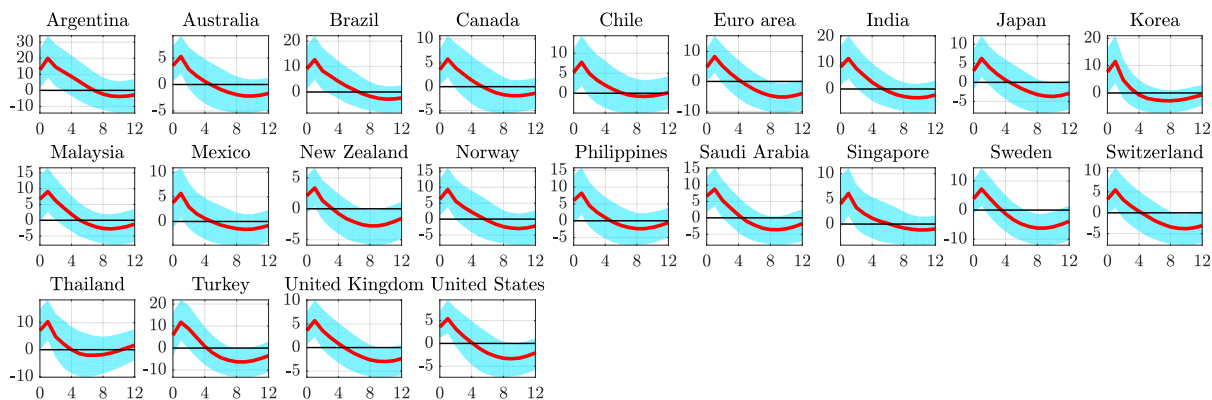 Argentina Australia Brazil Canada Chile Euro area India Japan Korea
30 20 10 0 -10 0 4 8 12
5 0 -5 0 4 8 12
20 10 0 0 4 8 12
10 5 0 -5 0 4 8 12
10 5 0 -5 0 4 8 12
10 0 -10 0 4 8 12
20 10 0 0 4 8 12
10 5 0 -5 0 4 8 12
20 10 0 0 4 8 12
Malaysia Mexico New Zealand Norway Philippines Saudi Arabia Singapore Sweden Switzerland
15 10 5 0 -5 0 4 8 12
10 5 0 0 4 8 12
5 0 -5 0 4 8 12
15 10 5 0 -5 0 4 8 12
15 10 5 0 -5 0 4 8 12
15 10 5 0 -5 0 4 8 12
10 5 0 0 4 8 12
10 0 -10 0 4 8 12
10 5 0 -5 0 4 8 12
Thailand Turkey United Kingdom United States
10 0 -10 0 4 8 12
20 10 0 -10 0 4 8 12
10 5 0 -5 0 4 8 12
5 0 -5 0 4 8 12